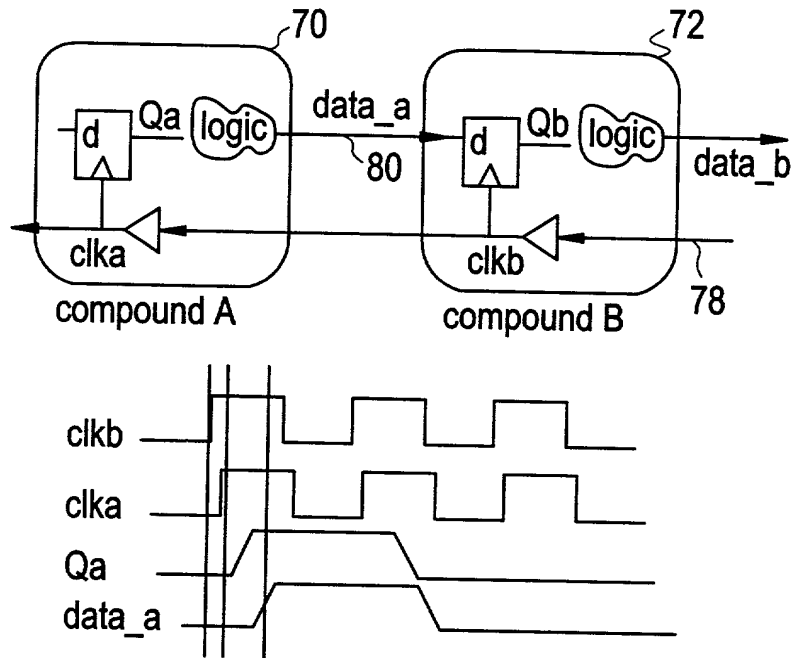 70
72
d
Qa
logic
data_a
80
d
Qb
logic
data_b
clka
clkb
78
compound A
compound B
clkb
clka
Qa
data_a